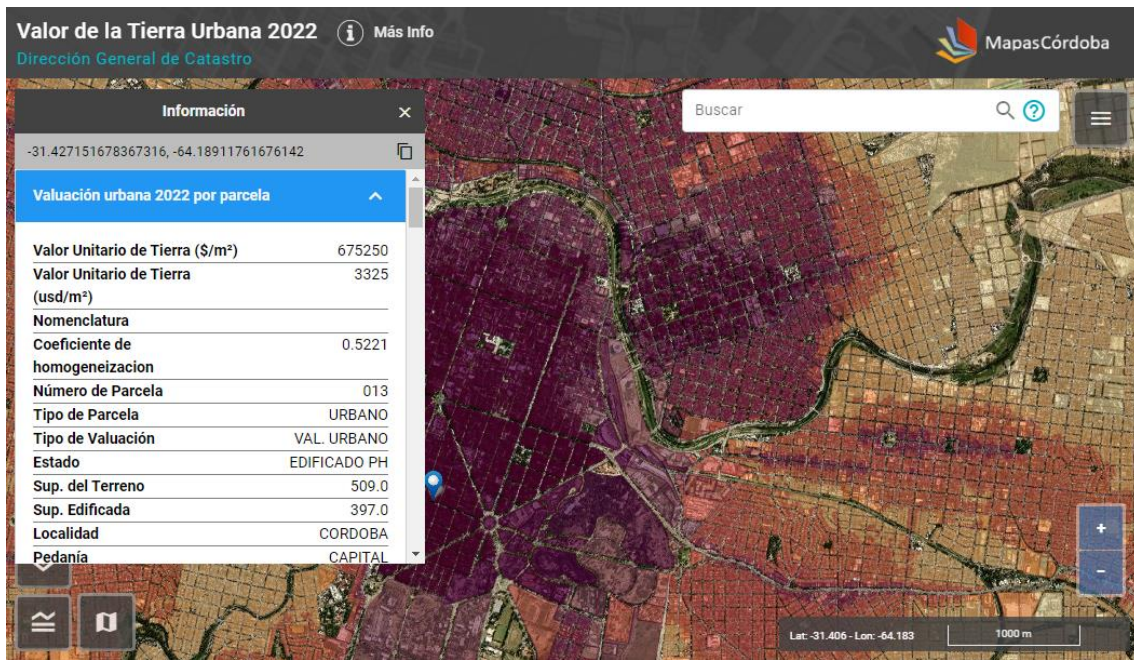 Valor de la Tierra Urbana 2022
Más Info
Dirección General de Catastro
MapasCórdoba
Información
Buscar
-31.427151678367316, -64.18911761676142
Valuación urbana 2022 por parcela
Valor Unitario de Tierra ($/m²) 675250
Valor Unitario de Tierra 3325
(usd/m²)
Nomenclatura
Coeficiente de 0.5221
homogeneizacion
Número de Parcela 013
Tipo de Parcela URBANO
Tipo de Valuación VAL. URBANO
Estado EDIFICADO PH
Sup. del Terreno 509.0
Sup. Edificada 397.0
Localidad CORDOBA
Pedanía CAPITAL
+
-
Lat: -31.406 - Lon: -64.183
1000 m